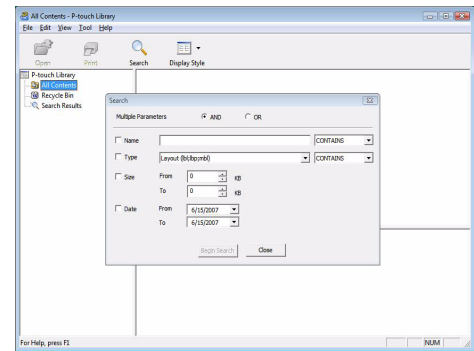 All Contents - P-touch Library
File Edit View Tool Help
Open Print Search Display Style
P-touch Library
All Contents
Recycle Bin
Search Results
Search
Multiple Parameters AND OR
Name CONTAINS
Type Layout (lbl;lbp;mbl) CONTAINS
Size From 0 KB
To 0 KB
Date From 6/15/2007
To 6/15/2007
Begin Search Close
For Help, press F1 NUM